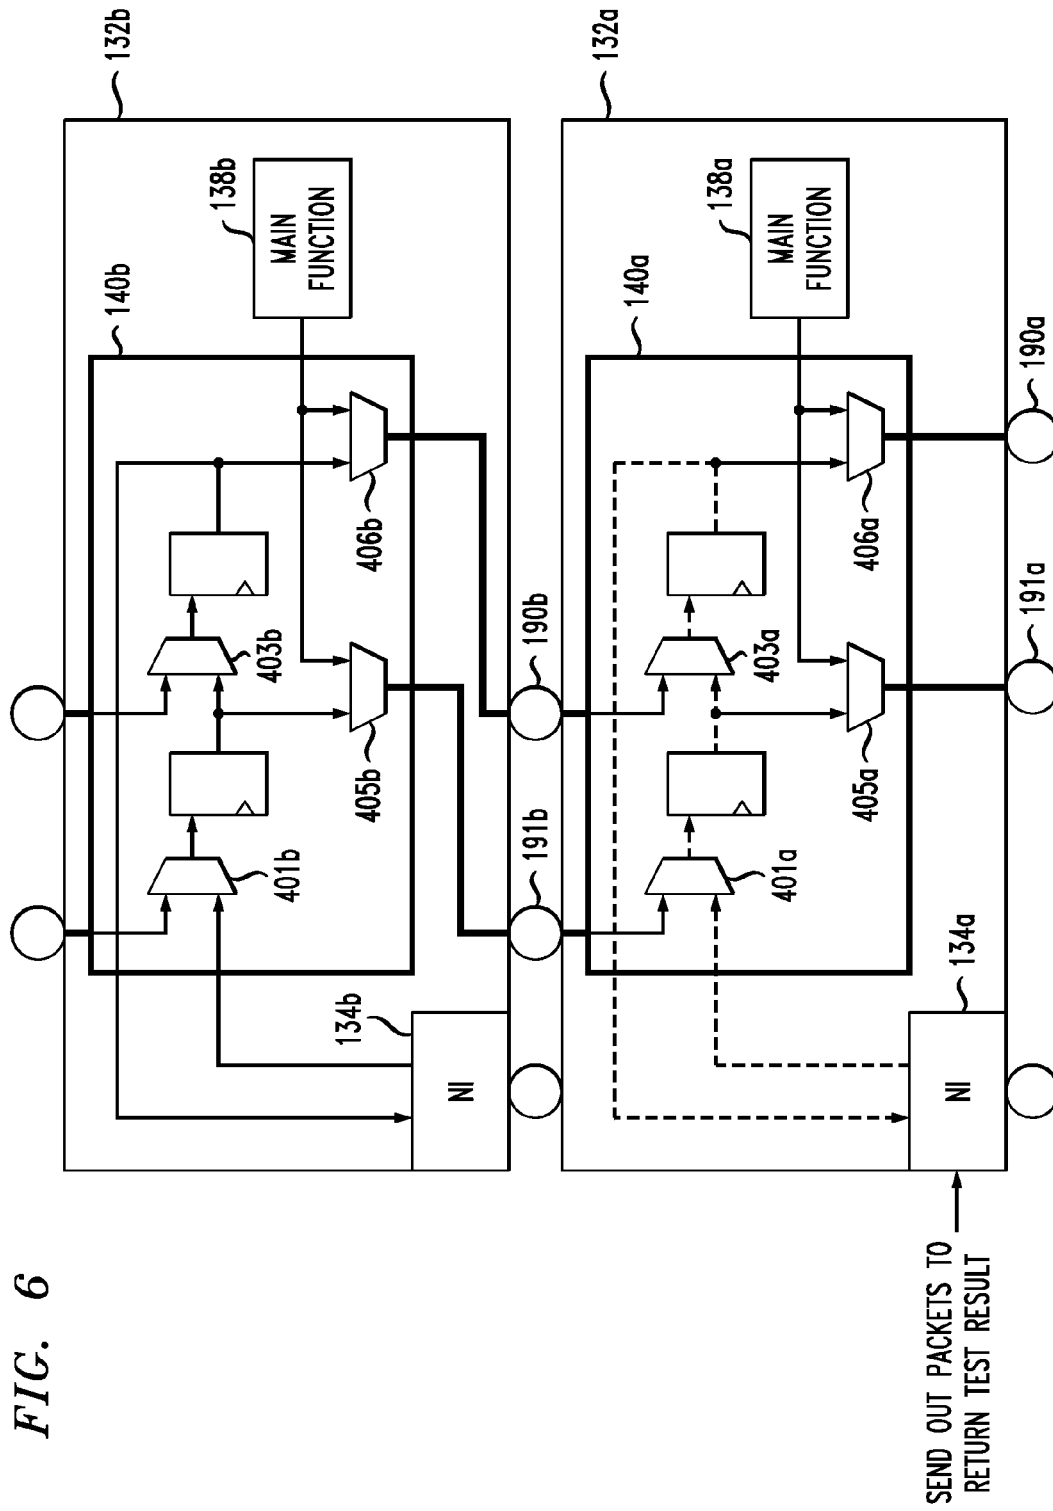 FIG. 6
132b
140b
138b
MAIN
FUNCTION
406b
403b
405b
401b
134b
NI
190b
191b
132a
140a
138a
MAIN
FUNCTION
406a
403a
405a
401a
134a
NI
190a
191a
SEND OUT PACKETS TO
RETURN TEST RESULT